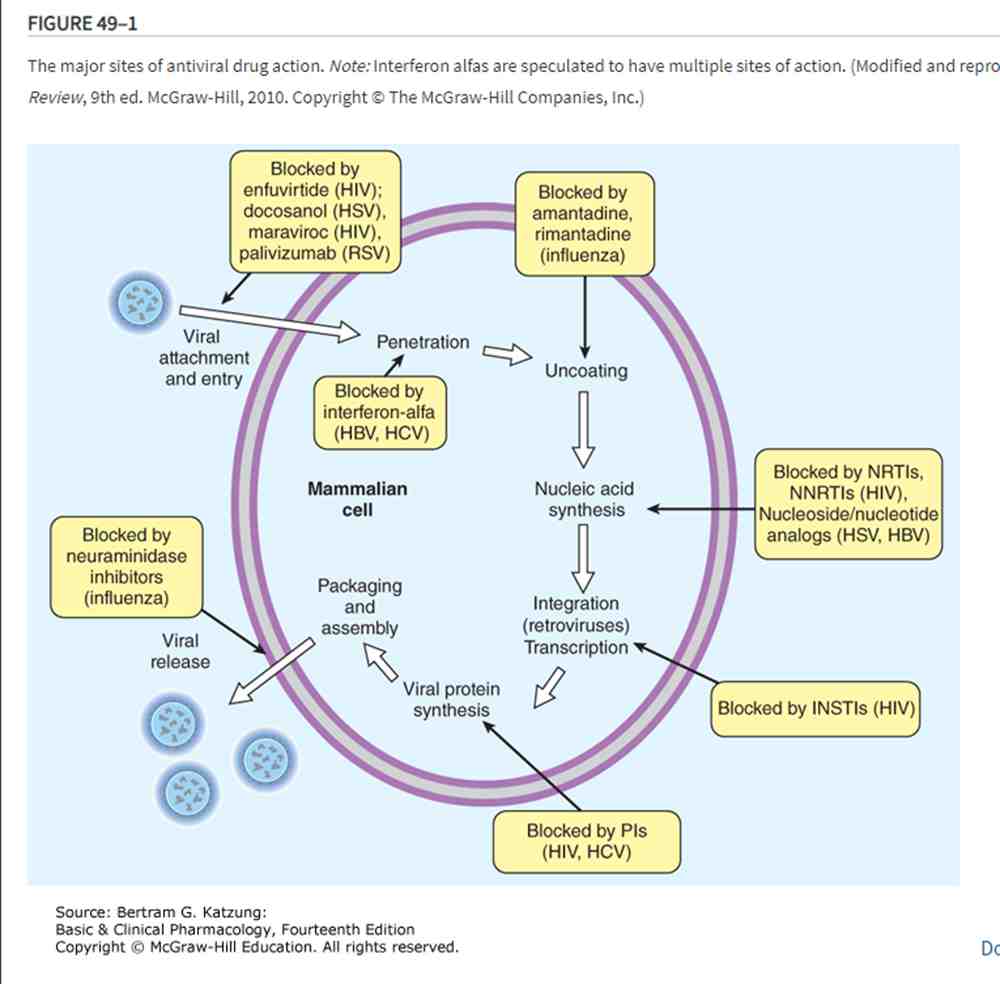 FIGURE 49–1
The major sites of antiviral drug action. Note: Interferon alfas are speculated to have multiple sites of action. (Modified and repro
Review, 9th ed. McGraw-Hill, 2010. Copyright © The McGraw-Hill Companies, Inc.)
Blocked by
enfuvirtide (HIV);
docosanol (HSV),
maraviroc (HIV),
palivizumab (RSV)
Blocked by
amantadine,
rimantadine
(influenza)
Viral
attachment
and entry
Penetration
Uncoating
Blocked by
interferon-alfa
(HBV, HCV)
Mammalian
cell
Nucleic acid
synthesis
Blocked by NRTIs,
NNRTIs (HIV),
Nucleoside/nucleotide
analogs (HSV, HBV)
Blocked by
neuraminidase
inhibitors
(influenza)
Packaging
and
assembly
Integration
(retroviruses)
Transcription
Viral
release
Viral protein
synthesis
Blocked by INSTIs (HIV)
Blocked by PIs
(HIV, HCV)
Source: Bertram G. Katzung:
Basic & Clinical Pharmacology, Fourteenth Edition
Copyright © McGraw-Hill Education. All rights reserved.
Do